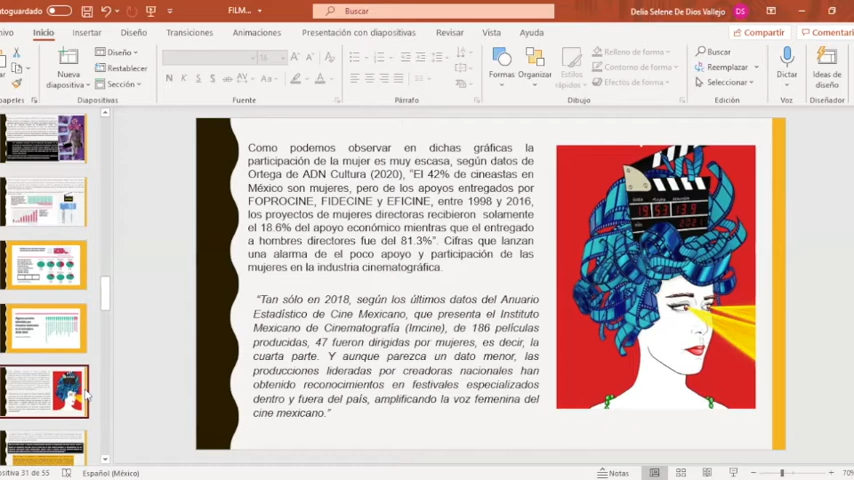 Autoguardado
FILM...
Buscar
Delia Selene De Dios Vallejo
DS
Inicio
Insertar
Diseño
Transiciones
Animaciones
Presentación con diapositivas
Revisar
Vista
Ayuda
Compartir
Comentari
Nueva
diapositiva
Diseño
Restablecer
Sección
Formas
Organizar
Estilos
rápidos
Relleno de forma
Contorno de forma
Efectos de forma
Buscar
Reemplazar
Seleccionar
Dictar
Ideas de
diseño
Diapositivas
Fuente
Párrafo
Dibujo
Edición
Voz
Diseñador
Como podemos observar en dichas gráficas la
participación de la mujer es muy escasa, según datos de
Ortega de ADN Cultura (2020), "El 42% de cineastas en
México son mujeres, pero de los apoyos entregados por
FOPROCINE, FIDECINE y EFICINE, entre 1998 y 2016,
los proyectos de mujeres directoras recibieron solamente
el 18.6% del apoyo económico mientras que el entregado
a hombres directores fue del 81.3%". Cifras que lanzan
una alarma de el poco apoyo y participación de las
mujeres en la industria cinematográfica.
"Tan sólo en 2018, según los últimos datos del Anuario
Estadístico de Cine Mexicano, que presenta el Instituto
Mexicano de Cinematografía (Imcine), de 186 películas
producidas, 47 fueron dirigidas por mujeres, es decir, la
cuarta parte. Y aunque parezca un dato menor, las
producciones lideradas por creadoras nacionales han
obtenido reconocimientos en festivales especializados
dentro y fuera del país, amplificando la voz femenina del
cine mexicano."
ositiva 31 de 55
Español (México)
Notas
70%